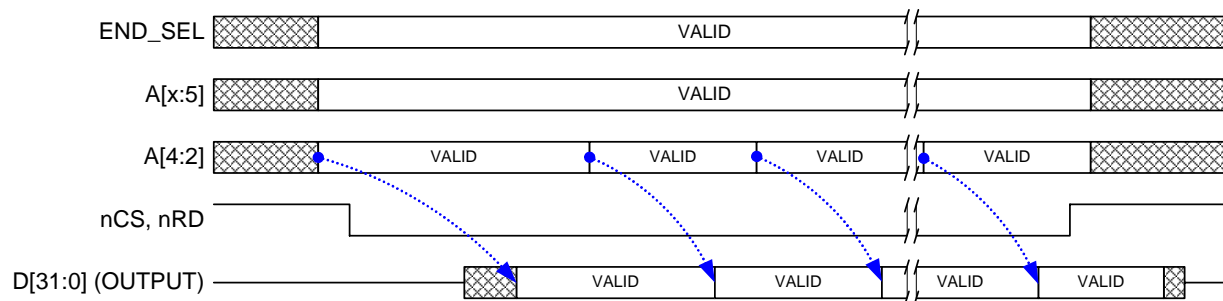 END_SEL VALID
A[x:5] VALID
A[4:2] VALID VALID VALID VALID
nCS, nRD
D[31:0] (OUTPUT) VALID VALID VALID VALID